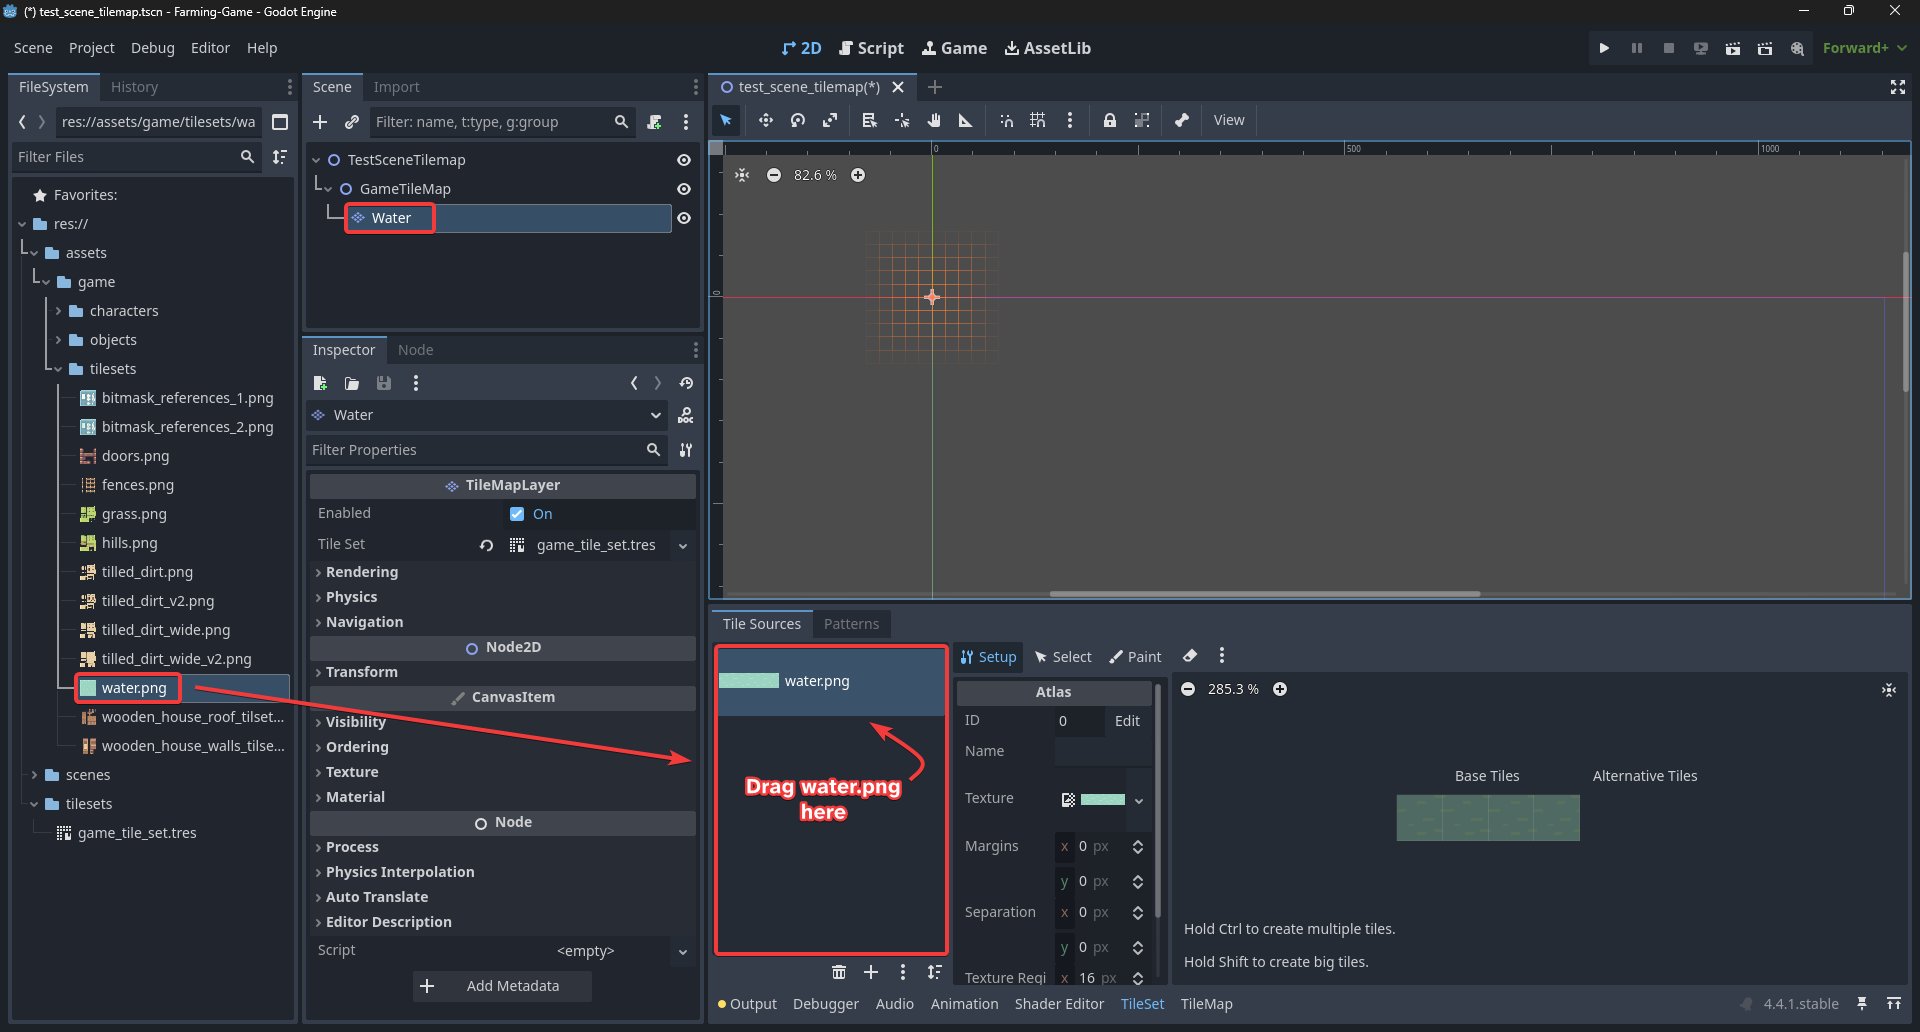 (*) test_scene_tilemap.tscn - Farming-Game - Godot Engine
Scene Project Debug Editor Help
2D Script Game AssetLib
Forward+
FileSystem History
res://assets/game/tilesets/wa
Filter Files
Favorites:
res://
assets
game
characters
objects
tilesets
bitmask_references_1.png
bitmask_references_2.png
doors.png
fences.png
grass.png
hills.png
tilled_dirt.png
tilled_dirt_v2.png
tilled_dirt_wide.png
tilled_dirt_wide_v2.png
water.png
wooden_house_roof_tilset...
wooden_house_walls_tilse...
scenes
tilesets
game_tile_set.tres
Scene Import
Filter: name, t:type, g:group
TestSceneTilemap
GameTileMap
Water
Inspector Node
Water
DOC
Filter Properties
TileMapLayer
Enabled On
Tile Set game_tile_set.tres
Rendering
Physics
Navigation
Node2D
Transform
CanvasItem
Visibility
Ordering
Texture
Material
Node
Process
Physics Interpolation
Auto Translate
Editor Description
Script <empty>
Add Metadata
test_scene_tilemap(*)
View
0 500 1000
82.6 %
0
Tile Sources Patterns
water.png
Drag water.png
here
Setup Select Paint
Atlas
ID 0 Edit
Name
Texture
Margins x 0 px
y 0 px
Separation x 0 px
y 0 px
Texture Regi x 16 px
285.3 %
Base Tiles Alternative Tiles
Hold Ctrl to create multiple tiles.
Hold Shift to create big tiles.
Output Debugger Audio Animation Shader Editor TileSet TileMap
4.4.1.stable